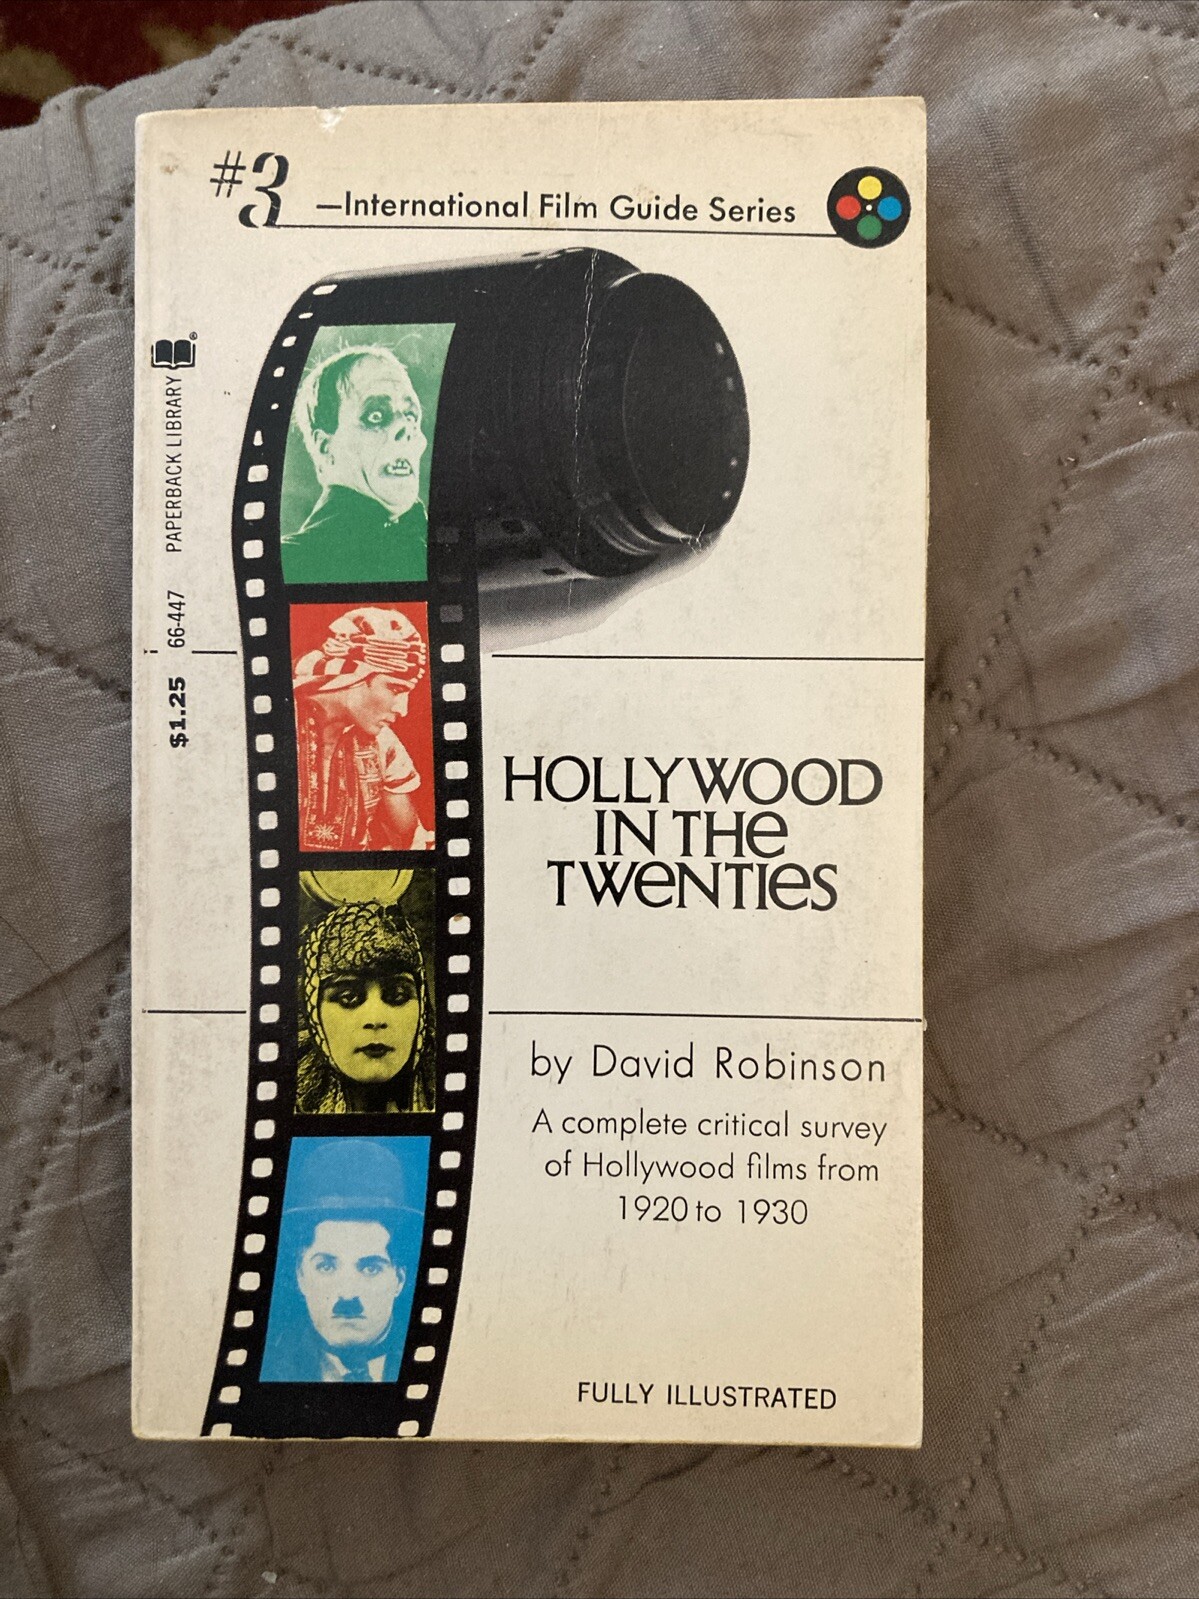 #3 —International Film Guide Series
PAPERBACK LIBRARY ®
66-447
$1.25
HOLLYWOOD
IN THe
TWeNTIeS
by David Robinson
A complete critical survey
of Hollywood films from
1920 to 1930
FULLY ILLUSTRATED